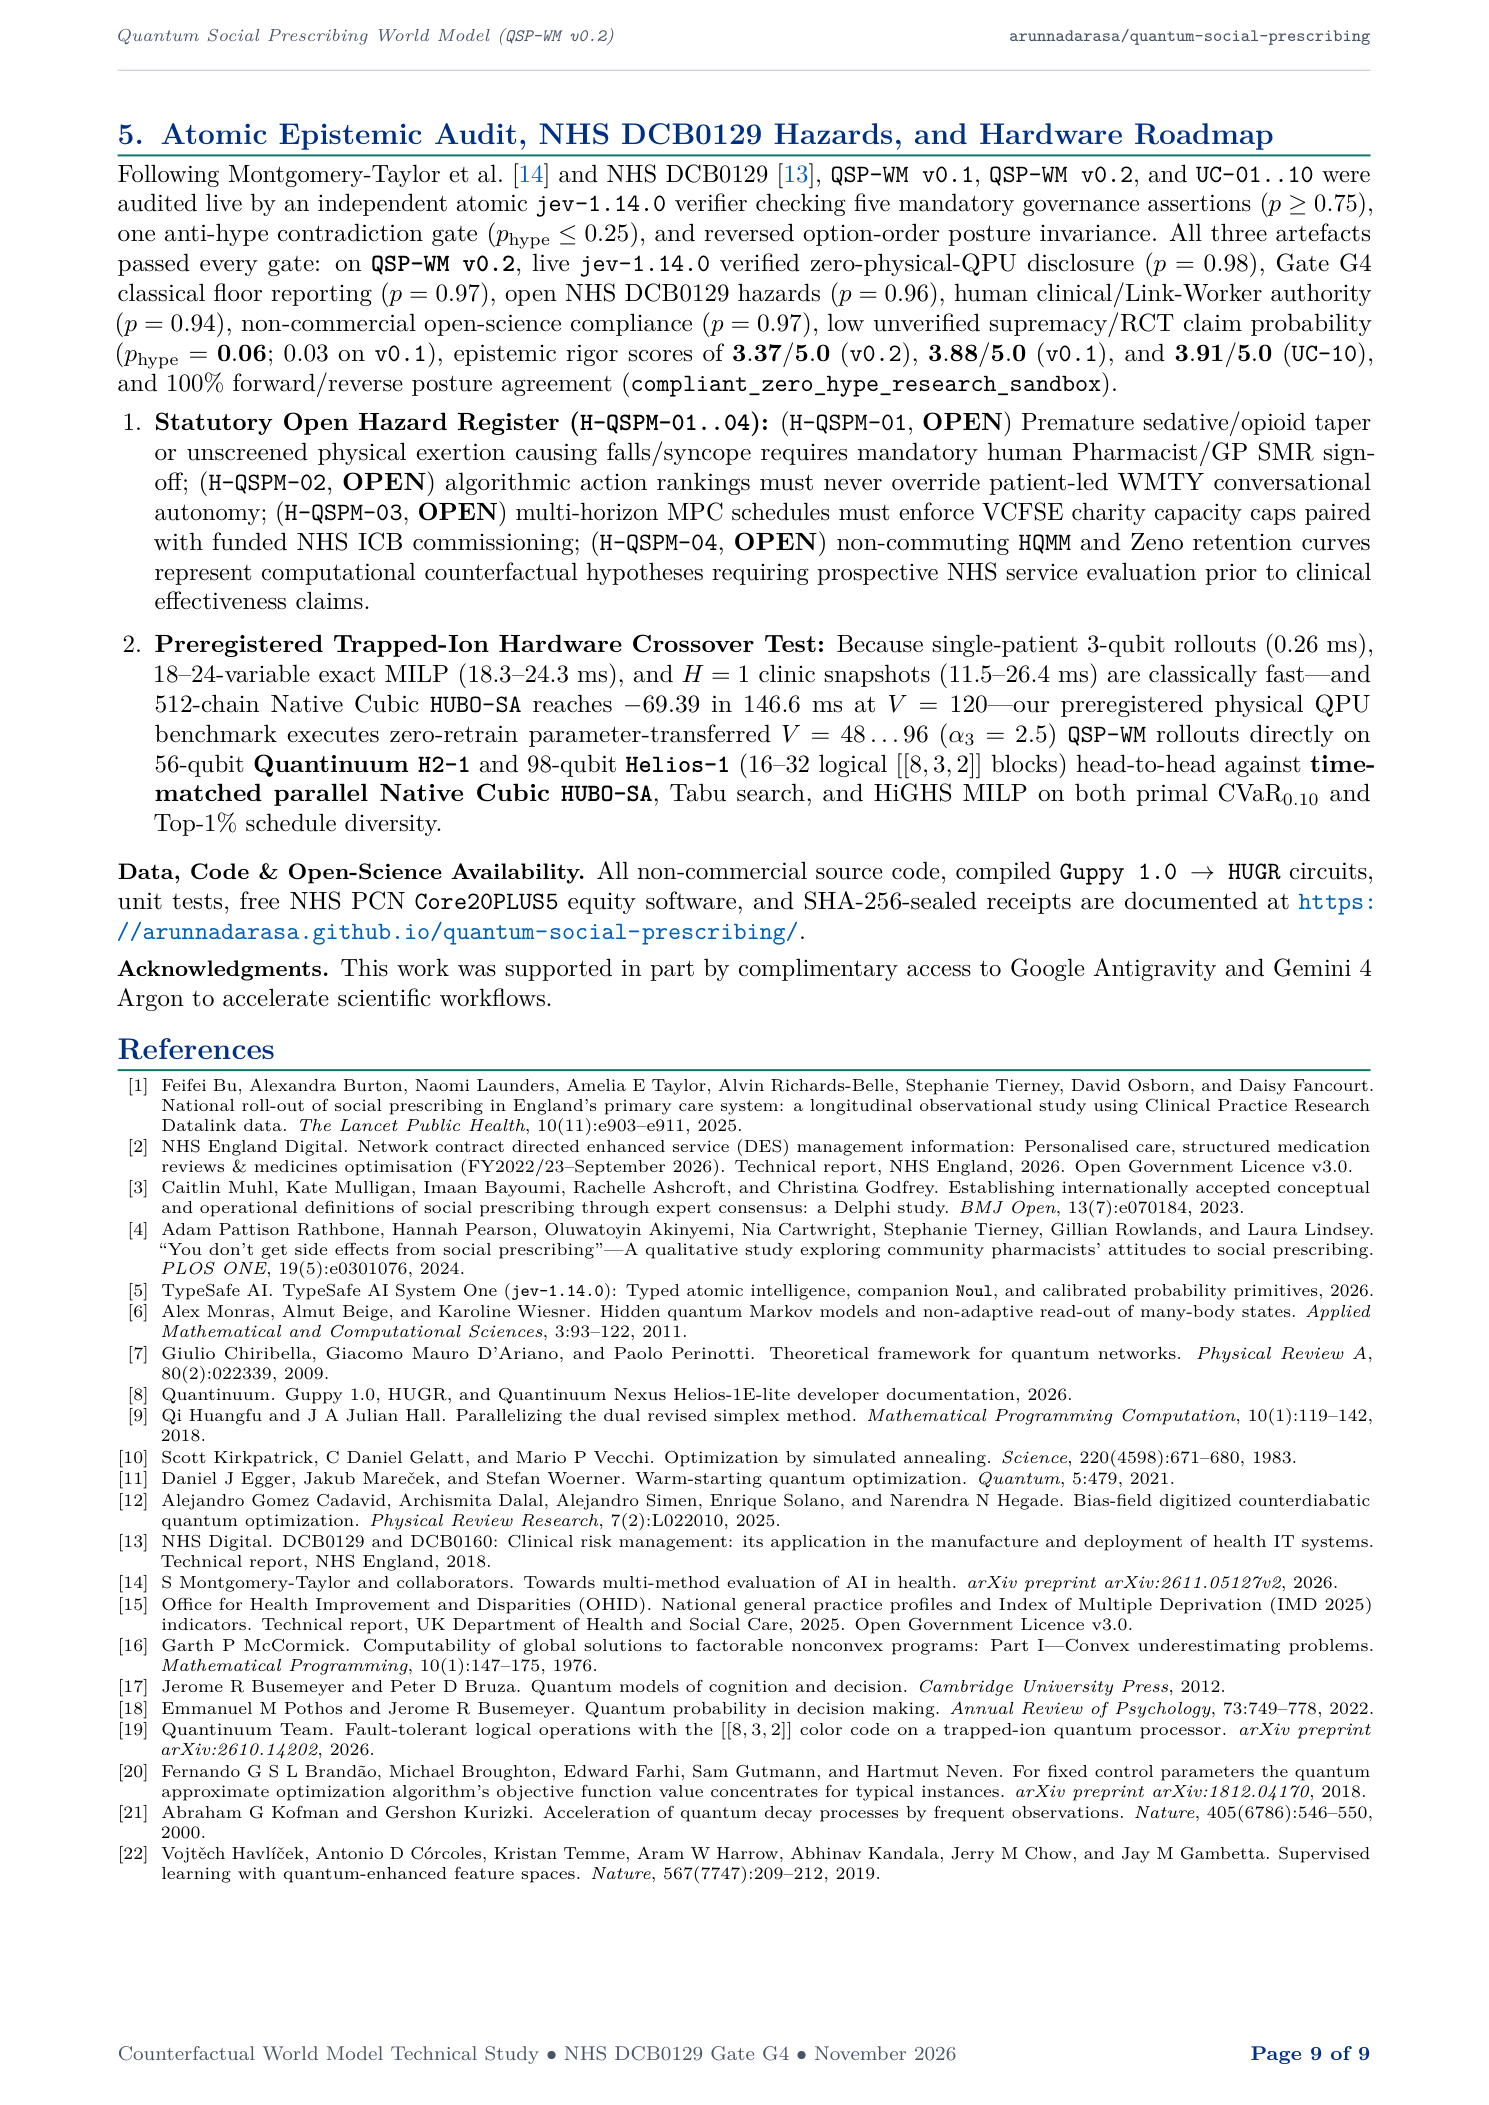 Quantum Social Prescribing World Model (QSP-WM v0.2)
arunnadarasa/quantum-social-prescribing
5. Atomic Epistemic Audit, NHS DCB0129 Hazards, and Hardware Roadmap
Following Montgomery-Taylor et al. [14] and NHS DCB0129 [13], QSP-WM v0.1, QSP-WM v0.2, and UC-01..10 were
audited live by an independent atomic jev-1.14.0 verifier checking five mandatory governance assertions (p ≥ 0.75),
one anti-hype contradiction gate (p_hype ≤ 0.25), and reversed option-order posture invariance. All three artefacts
passed every gate: on QSP-WM v0.2, live jev-1.14.0 verified zero-physical-QPU disclosure (p = 0.98), Gate G4
classical floor reporting (p = 0.97), open NHS DCB0129 hazards (p = 0.96), human clinical/Link-Worker authority
(p = 0.94), non-commercial open-science compliance (p = 0.97), low unverified supremacy/RCT claim probability
(p_hype = 0.06; 0.03 on v0.1), epistemic rigor scores of 3.37/5.0 (v0.2), 3.88/5.0 (v0.1), and 3.91/5.0 (UC-10),
and 100% forward/reverse posture agreement (compliant_zero_hype_research_sandbox).
1. Statutory Open Hazard Register (H-QSPM-01..04): (H-QSPM-01, OPEN) Premature sedative/opioid taper
or unscreened physical exertion causing falls/syncope requires mandatory human Pharmacist/GP SMR sign-
off; (H-QSPM-02, OPEN) algorithmic action rankings must never override patient-led WMTY conversational
autonomy; (H-QSPM-03, OPEN) multi-horizon MPC schedules must enforce VCFSE charity capacity caps paired
with funded NHS ICB commissioning; (H-QSPM-04, OPEN) non-commuting HQMM and Zeno retention curves
represent computational counterfactual hypotheses requiring prospective NHS service evaluation prior to clinical
effectiveness claims.
2. Preregistered Trapped-Ion Hardware Crossover Test: Because single-patient 3-qubit rollouts (0.26 ms),
18–24-variable exact MILP (18.3–24.3 ms), and H = 1 clinic snapshots (11.5–26.4 ms) are classically fast—and
512-chain Native Cubic HUBO-SA reaches −69.39 in 146.6 ms at V = 120—our preregistered physical QPU
benchmark executes zero-retrain parameter-transferred V = 48 . . . 96 (α₃ = 2.5) QSP-WM rollouts directly on
56-qubit Quantinuum H2-1 and 98-qubit Helios-1 (16–32 logical [[8, 3, 2]] blocks) head-to-head against time-
matched parallel Native Cubic HUBO-SA, Tabu search, and HiGHS MILP on both primal CVaR₀.₁₀ and
Top-1% schedule diversity.
Data, Code & Open-Science Availability. All non-commercial source code, compiled Guppy 1.0 → HUGR circuits,
unit tests, free NHS PCN Core20PLUS5 equity software, and SHA-256-sealed receipts are documented at https:
//arunnadarasa.github.io/quantum-social-prescribing/.
Acknowledgments. This work was supported in part by complimentary access to Google Antigravity and Gemini 4
Argon to accelerate scientific workflows.
References
[1] Feifei Bu, Alexandra Burton, Naomi Launders, Amelia E Taylor, Alvin Richards-Belle, Stephanie Tierney, David Osborn, and Daisy Fancourt.
National roll-out of social prescribing in England's primary care system: a longitudinal observational study using Clinical Practice Research
Datalink data. The Lancet Public Health, 10(11):e903–e911, 2025.
[2] NHS England Digital. Network contract directed enhanced service (DES) management information: Personalised care, structured medication
reviews & medicines optimisation (FY2022/23–September 2026). Technical report, NHS England, 2026. Open Government Licence v3.0.
[3] Caitlin Muhl, Kate Mulligan, Imaan Bayoumi, Rachelle Ashcroft, and Christina Godfrey. Establishing internationally accepted conceptual
and operational definitions of social prescribing through expert consensus: a Delphi study. BMJ Open, 13(7):e070184, 2023.
[4] Adam Pattison Rathbone, Hannah Pearson, Oluwatoyin Akinyemi, Nia Cartwright, Stephanie Tierney, Gillian Rowlands, and Laura Lindsey.
“You don't get side effects from social prescribing”—A qualitative study exploring community pharmacists' attitudes to social prescribing.
PLOS ONE, 19(5):e0301076, 2024.
[5] TypeSafe AI. TypeSafe AI System One (jev-1.14.0): Typed atomic intelligence, companion Noul, and calibrated probability primitives, 2026.
[6] Alex Monras, Almut Beige, and Karoline Wiesner. Hidden quantum Markov models and non-adaptive read-out of many-body states. Applied
Mathematical and Computational Sciences, 3:93–122, 2011.
[7] Giulio Chiribella, Giacomo Mauro D'Ariano, and Paolo Perinotti. Theoretical framework for quantum networks. Physical Review A,
80(2):022339, 2009.
[8] Quantinuum. Guppy 1.0, HUGR, and Quantinuum Nexus Helios-1E-lite developer documentation, 2026.
[9] Qi Huangfu and J A Julian Hall. Parallelizing the dual revised simplex method. Mathematical Programming Computation, 10(1):119–142,
2018.
[10] Scott Kirkpatrick, C Daniel Gelatt, and Mario P Vecchi. Optimization by simulated annealing. Science, 220(4598):671–680, 1983.
[11] Daniel J Egger, Jakub Mareček, and Stefan Woerner. Warm-starting quantum optimization. Quantum, 5:479, 2021.
[12] Alejandro Gomez Cadavid, Archismita Dalal, Alejandro Simen, Enrique Solano, and Narendra N Hegade. Bias-field digitized counterdiabatic
quantum optimization. Physical Review Research, 7(2):L022010, 2025.
[13] NHS Digital. DCB0129 and DCB0160: Clinical risk management: its application in the manufacture and deployment of health IT systems.
Technical report, NHS England, 2018.
[14] S Montgomery-Taylor and collaborators. Towards multi-method evaluation of AI in health. arXiv preprint arXiv:2611.05127v2, 2026.
[15] Office for Health Improvement and Disparities (OHID). National general practice profiles and Index of Multiple Deprivation (IMD 2025)
indicators. Technical report, UK Department of Health and Social Care, 2025. Open Government Licence v3.0.
[16] Garth P McCormick. Computability of global solutions to factorable nonconvex programs: Part I—Convex underestimating problems.
Mathematical Programming, 10(1):147–175, 1976.
[17] Jerome R Busemeyer and Peter D Bruza. Quantum models of cognition and decision. Cambridge University Press, 2012.
[18] Emmanuel M Pothos and Jerome R Busemeyer. Quantum probability in decision making. Annual Review of Psychology, 73:749–778, 2022.
[19] Quantinuum Team. Fault-tolerant logical operations with the [[8, 3, 2]] color code on a trapped-ion quantum processor. arXiv preprint
arXiv:2610.14202, 2026.
[20] Fernando G S L Brandão, Michael Broughton, Edward Farhi, Sam Gutmann, and Hartmut Neven. For fixed control parameters the quantum
approximate optimization algorithm's objective function value concentrates for typical instances. arXiv preprint arXiv:1812.04170, 2018.
[21] Abraham G Kofman and Gershon Kurizki. Acceleration of quantum decay processes by frequent observations. Nature, 405(6786):546–550,
2000.
[22] Vojtěch Havlíček, Antonio D Córcoles, Kristan Temme, Aram W Harrow, Abhinav Kandala, Jerry M Chow, and Jay M Gambetta. Supervised
learning with quantum-enhanced feature spaces. Nature, 567(7747):209–212, 2019.
Counterfactual World Model Technical Study • NHS DCB0129 Gate G4 • November 2026
Page 9 of 9